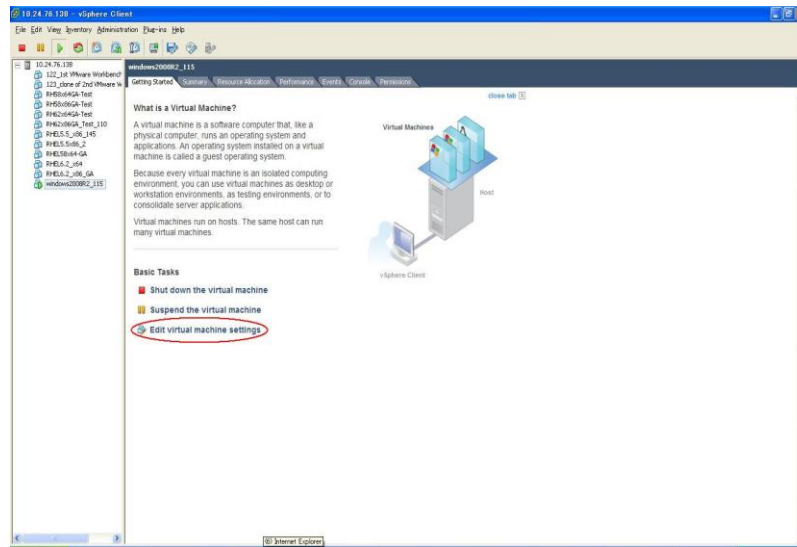 10.24.76.138 - vSphere Client
File Edit View Inventory Administration Plug-ins Help
10.24.76.138
122_1st VMware Workbench
123_clone of 2nd VMware W
RH58x64GA-Test
RH58x86GA-Test
RH62x64GA-Test
RH62x86GA_Test_110
RHEL5.5_x86_145
RHEL5.5x86_2
RHEL58x64-GA
RHEL6.2_x64
RHEL6.2_x86_GA
windows2008R2_115
windows2008R2_115
Getting Started Summary Resource Allocation Performance Events Console Permissions
close tab
What is a Virtual Machine?
A virtual machine is a software computer that, like a
physical computer, runs an operating system and
applications. An operating system installed on a virtual
machine is called a guest operating system.
Because every virtual machine is an isolated computing
environment, you can use virtual machines as desktop or
workstation environments, as testing environments, or to
consolidate server applications.
Virtual machines run on hosts. The same host can run
many virtual machines.
Virtual Machines
Host
vSphere Client
Basic Tasks
Shut down the virtual machine
Suspend the virtual machine
Edit virtual machine settings
Internet Explorer